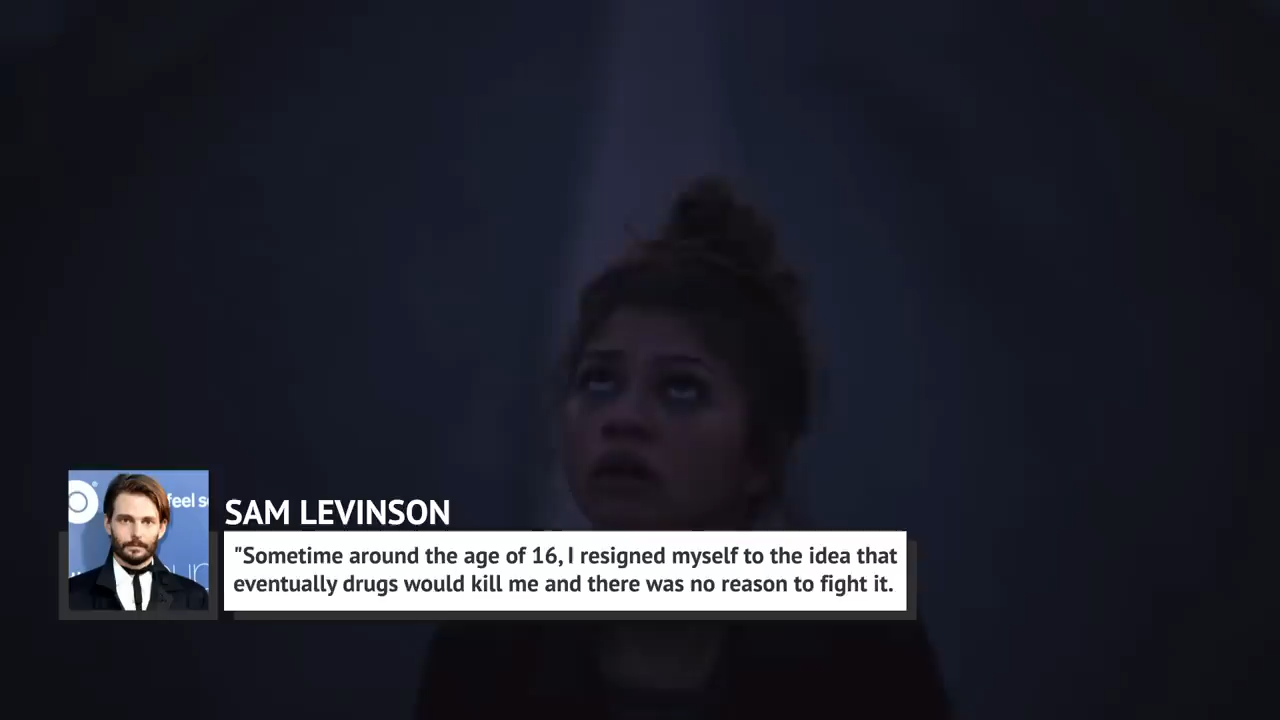 feel s
SAM LEVINSON
"Sometime around the age of 16, I resigned myself to the idea that
eventually drugs would kill me and there was no reason to fight it.